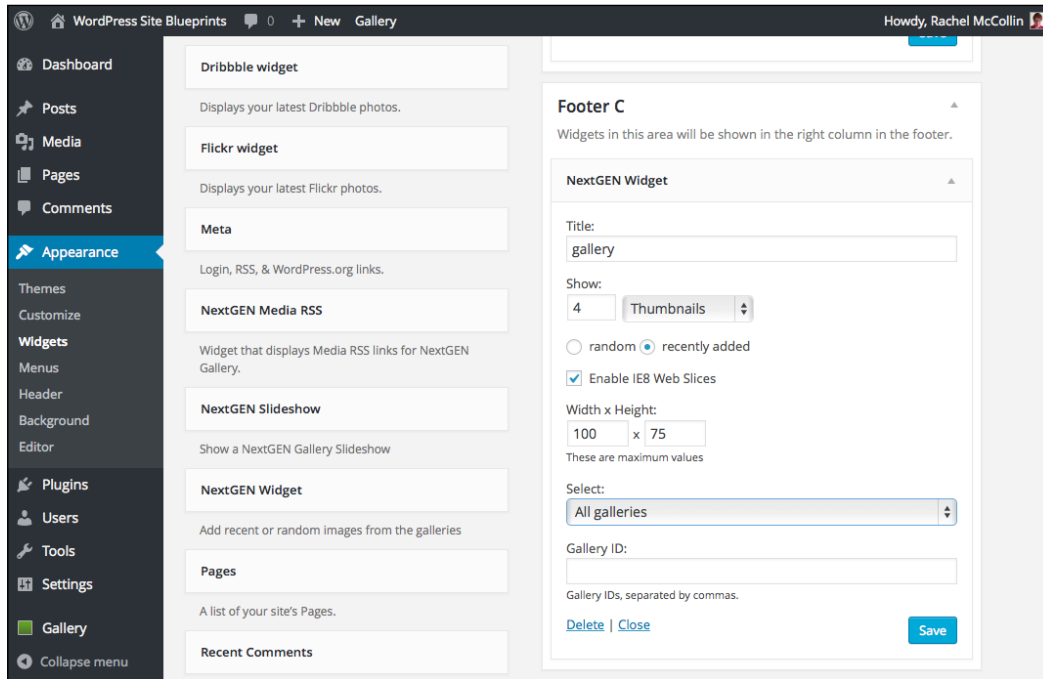 WordPress Site Blueprints 0 + New Gallery Howdy, Rachel McCollin
Dashboard
Posts
Media
Pages
Comments
Appearance
Themes
Customize
Widgets
Menus
Header
Background
Editor
Plugins
Users
Tools
Settings
Gallery
Collapse menu
Dribbble widget
Displays your latest Dribbble photos.
Flickr widget
Displays your latest Flickr photos.
Meta
Login, RSS, & WordPress.org links.
NextGEN Media RSS
Widget that displays Media RSS links for NextGEN
Gallery.
NextGEN Slideshow
Show a NextGEN Gallery Slideshow
NextGEN Widget
Add recent or random images from the galleries
Pages
A list of your site's Pages.
Recent Comments
Footer C
Widgets in this area will be shown in the right column in the footer.
NextGEN Widget
Title:
gallery
Show:
4 Thumbnails
random recently added
Enable IE8 Web Slices
Width x Height:
100 x 75
These are maximum values
Select:
All galleries
Gallery ID:
Gallery IDs, separated by commas.
Delete | Close
Save